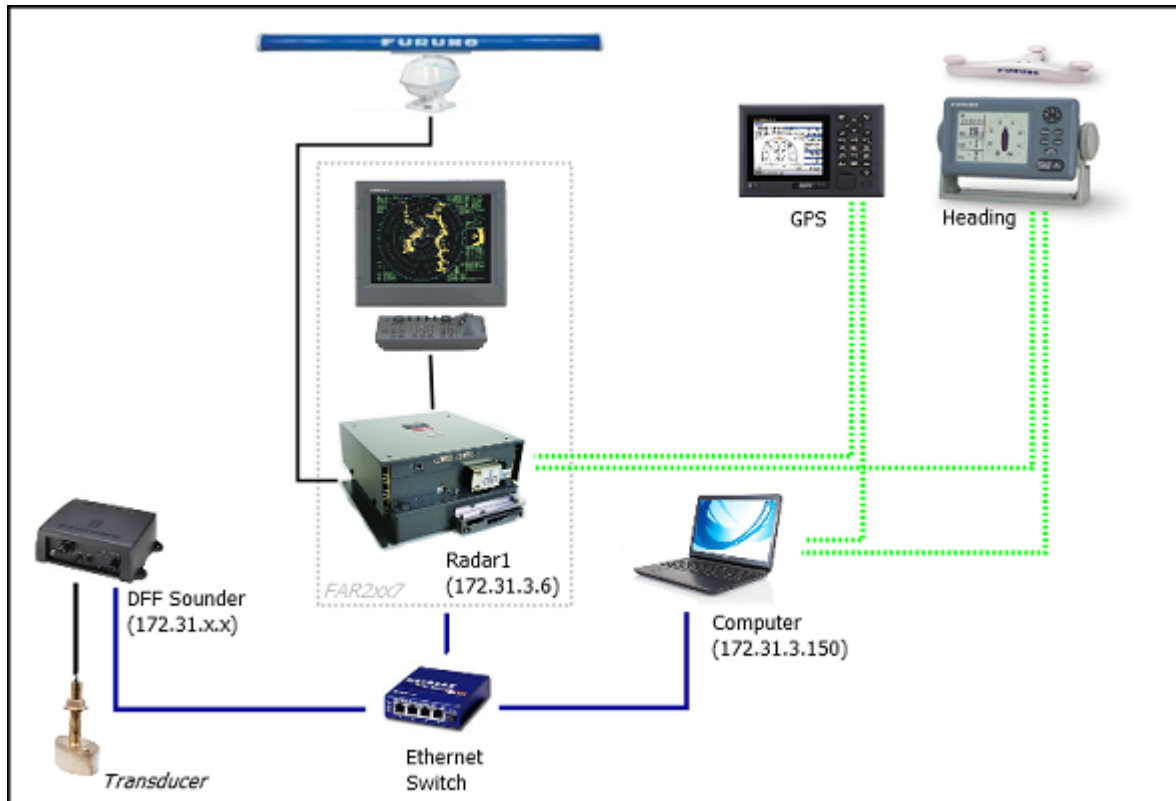 FURUNO
FURUNO
GPS
Heading
Radar1
(172.31.3.6)
FAR2xx7
DFF Sounder
(172.31.x.x)
Computer
(172.31.3.150)
Ethernet
Switch
Transducer